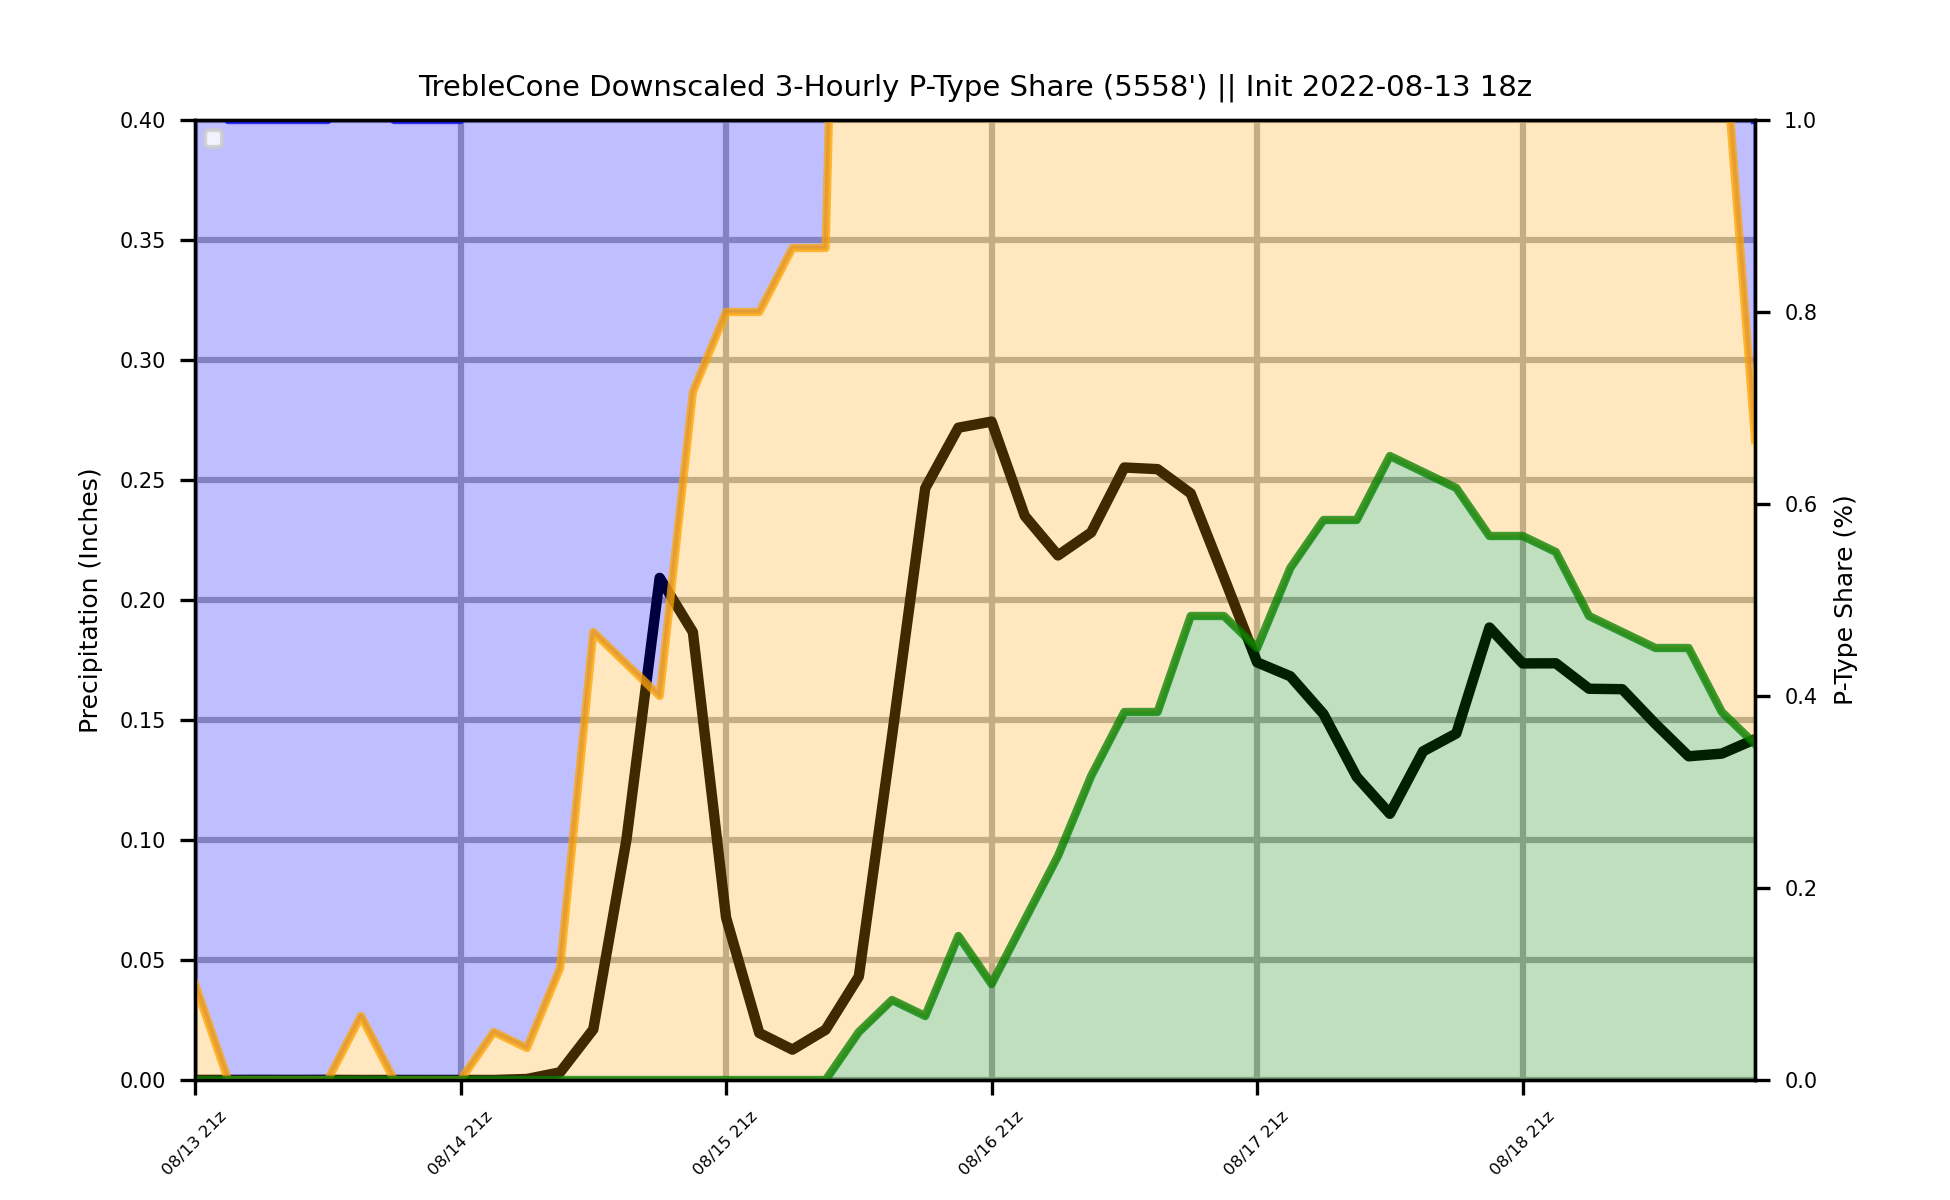 TrebleCone Downscaled 3-Hourly P-Type Share (5558') || Init 2022-08-13 18z
0.40
0.35
0.30
0.25
0.20
0.15
0.10
0.05
0.00
Precipitation (Inches)
1.0
0.8
0.6
0.4
0.2
0.0
P-Type Share (%)
08/13 21z
08/14 21z
08/15 21z
08/16 21z
08/17 21z
08/18 21z